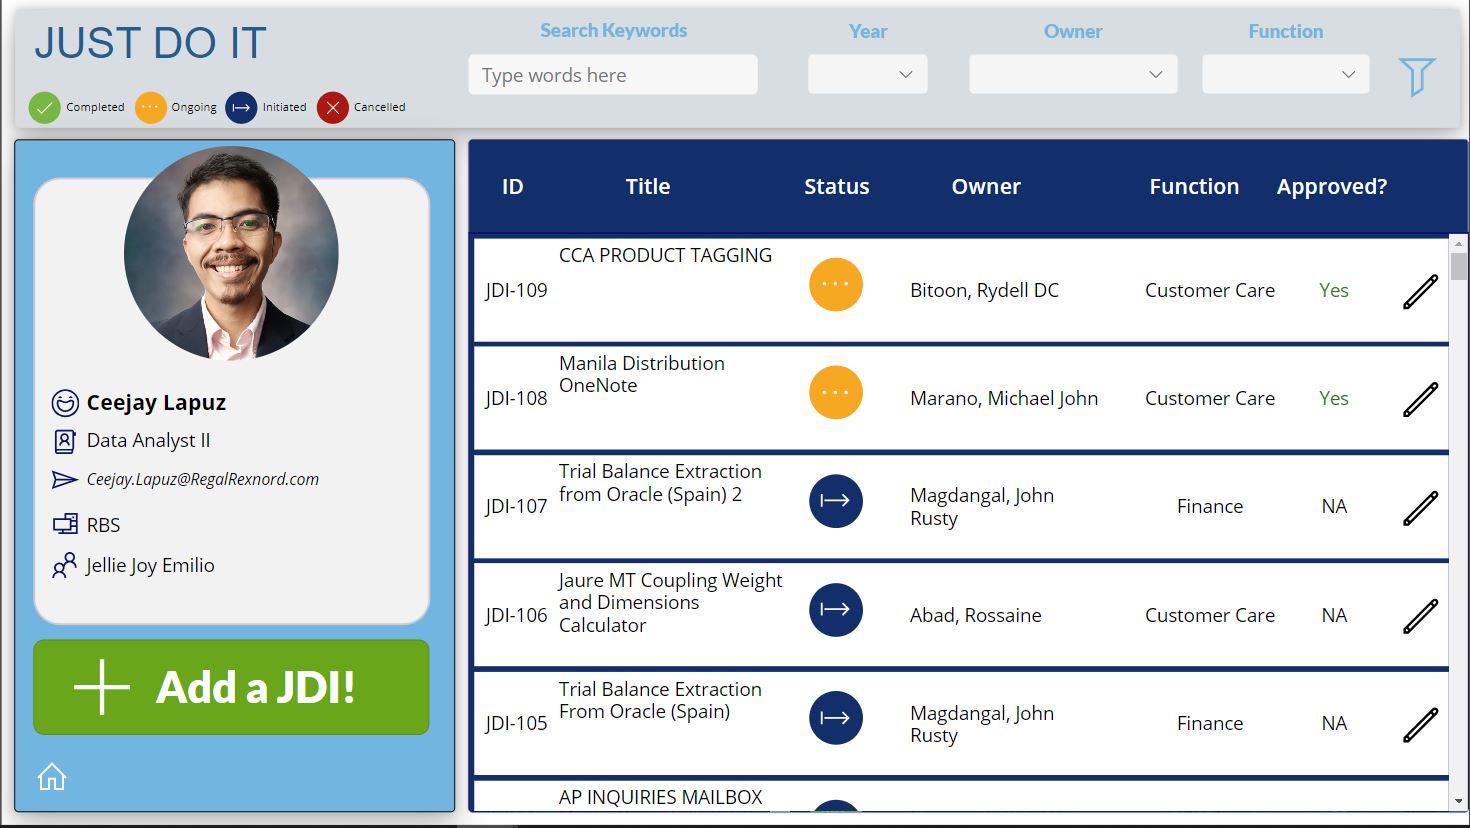 JUST DO IT
Search Keywords
Year
Owner
Function
Type words here
Completed
Ongoing
Initiated
Cancelled
Ceejay Lapuz
Data Analyst II
Ceejay.Lapuz@RegalRexnord.com
RBS
Jellie Joy Emilio
Add a JDI!
ID
Title
Status
Owner
Function
Approved?
JDI-109
CCA PRODUCT TAGGING
Bitoon, Rydell DC
Customer Care
Yes
JDI-108
Manila Distribution
OneNote
Marano, Michael John
Customer Care
Yes
JDI-107
Trial Balance Extraction
from Oracle (Spain) 2
Magdangal, John
Rusty
Finance
NA
JDI-106
Jaure MT Coupling Weight
and Dimensions
Calculator
Abad, Rossaine
Customer Care
NA
JDI-105
Trial Balance Extraction
From Oracle (Spain)
Magdangal, John
Rusty
Finance
NA
AP INQUIRIES MAILBOX